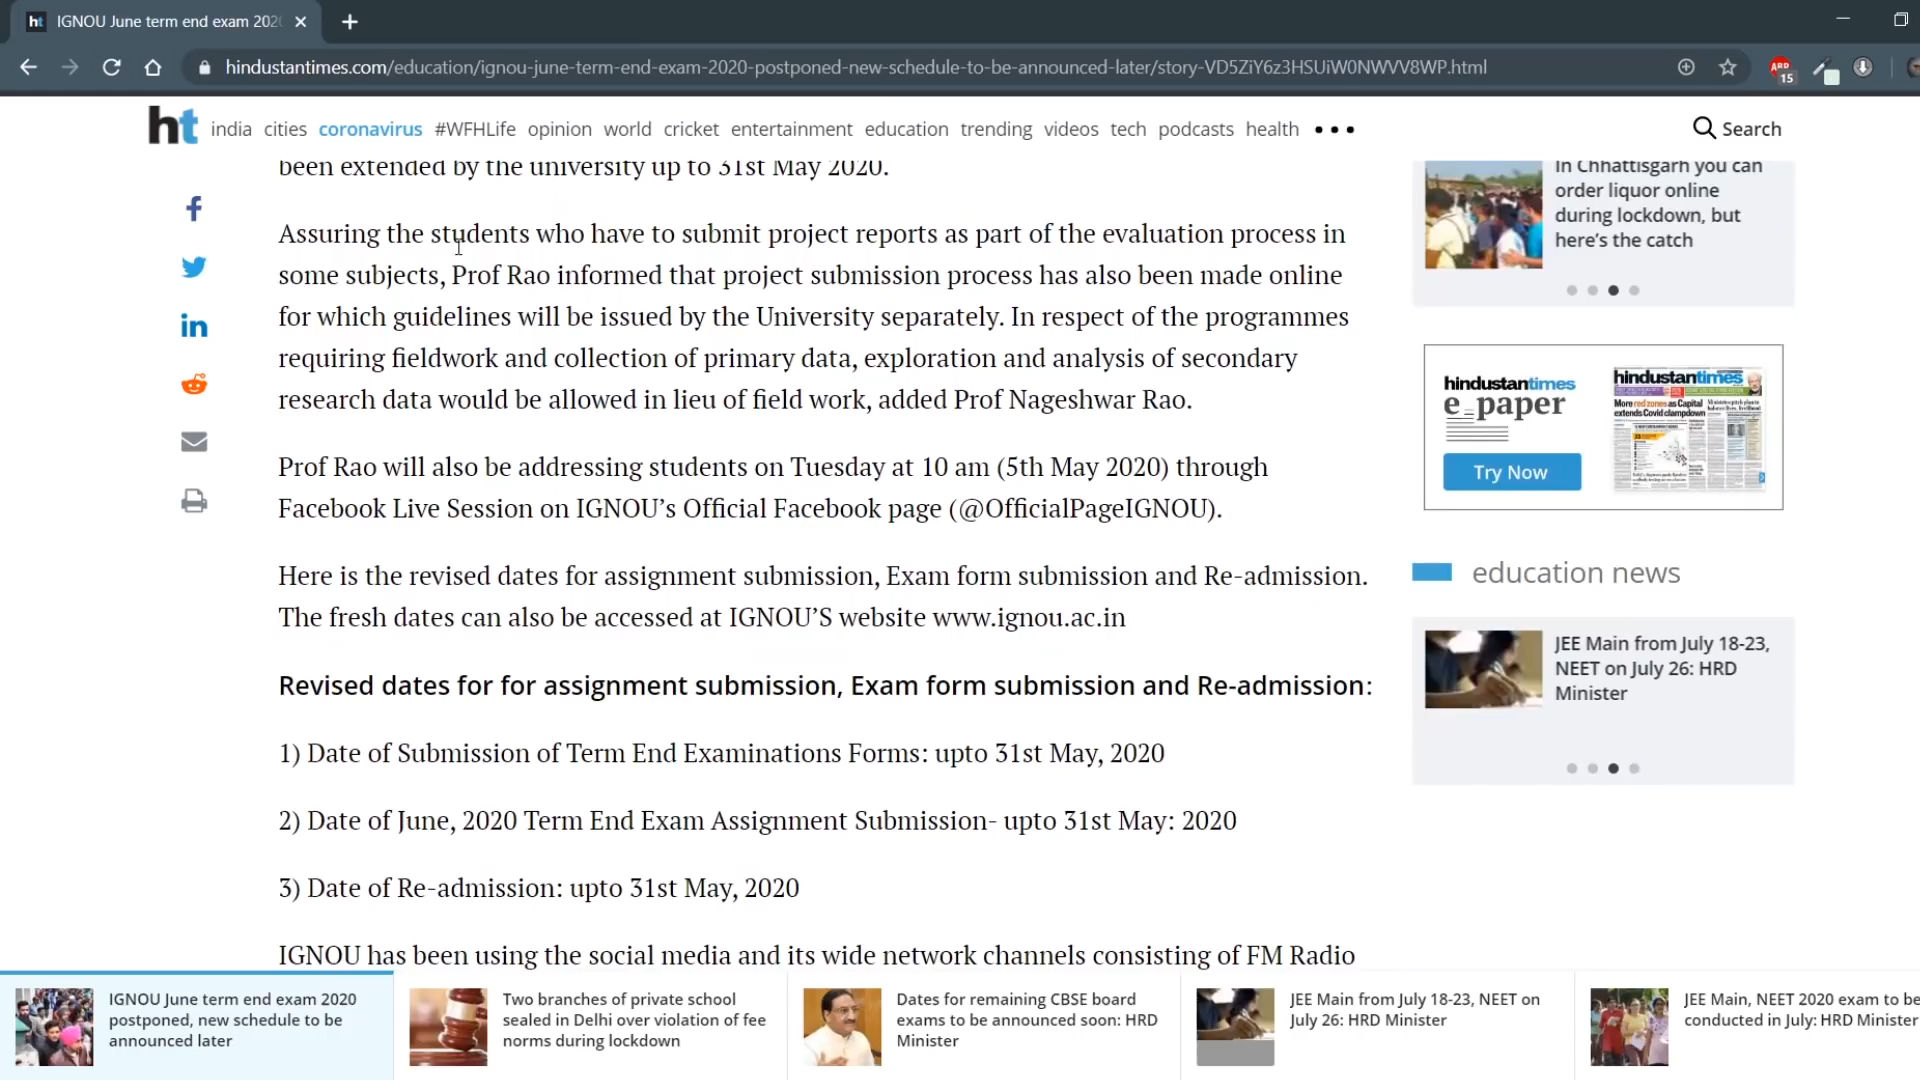 IGNOU June term end exam 202
hindustantimes.com/education/ignou-june-term-end-exam-2020-postponed-new-schedule-to-be-announced-later/story-VD5ZiY6z3HSUiW0NWVV8WP.html
15
ht india cities coronavirus #WFHLife opinion world cricket entertainment education trending videos tech podcasts health
Search
been extended by the university up to 31st May 2020.
Assuring the students who have to submit project reports as part of the evaluation process in
some subjects, Prof Rao informed that project submission process has also been made online
for which guidelines will be issued by the University separately. In respect of the programmes
requiring fieldwork and collection of primary data, exploration and analysis of secondary
research data would be allowed in lieu of field work, added Prof Nageshwar Rao.
Prof Rao will also be addressing students on Tuesday at 10 am (5th May 2020) through
Facebook Live Session on IGNOU’s Official Facebook page (@OfficialPageIGNOU).
Here is the revised dates for assignment submission, Exam form submission and Re-admission.
The fresh dates can also be accessed at IGNOU’S website www.ignou.ac.in
Revised dates for for assignment submission, Exam form submission and Re-admission:
1) Date of Submission of Term End Examinations Forms: upto 31st May, 2020
2) Date of June, 2020 Term End Exam Assignment Submission- upto 31st May: 2020
3) Date of Re-admission: upto 31st May, 2020
IGNOU has been using the social media and its wide network channels consisting of FM Radio
In Chhattisgarh you can
order liquor online
during lockdown, but
here’s the catch
hindustantimes
e_paper
Try Now
hindustantimes
More red zones as Capital
extends Covid clampdown
education news
JEE Main from July 18-23,
NEET on July 26: HRD
Minister
IGNOU June term end exam 2020
postponed, new schedule to be
announced later
Two branches of private school
sealed in Delhi over violation of fee
norms during lockdown
Dates for remaining CBSE board
exams to be announced soon: HRD
Minister
JEE Main from July 18-23, NEET on
July 26: HRD Minister
JEE Main, NEET 2020 exam to be
conducted in July: HRD Minister